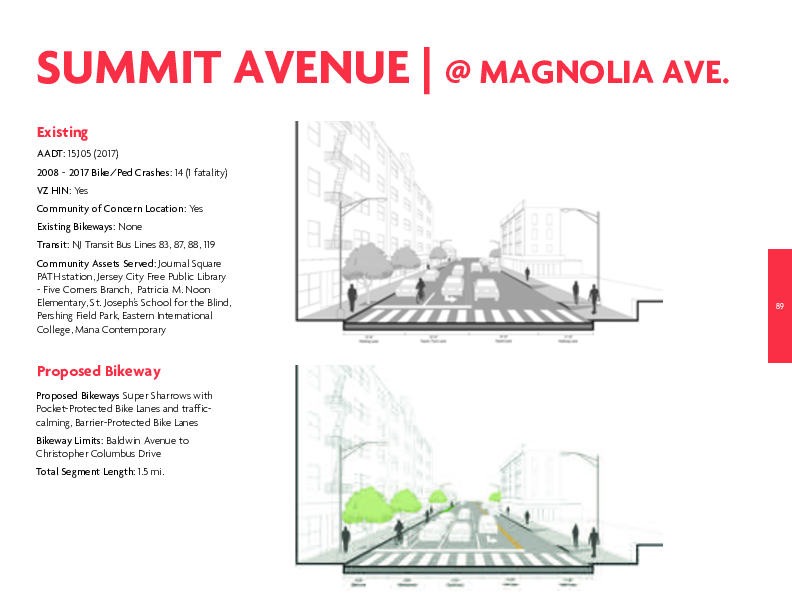 SUMMIT AVENUE | @ MAGNOLIA AVE.
Existing
AADT: 15,105 (2017)
2008 - 2017 Bike/Ped Crashes: 14 (1 fatality)
VZ HIN: Yes
Community of Concern Location: Yes
Existing Bikeways: None
Transit: NJ Transit Bus Lines 83, 87, 88, 119
Community Assets Served: Journal Square
PATH station, Jersey City Free Public Library
- Five Corners Branch, Patricia M. Noon
Elementary, St. Joseph's School for the Blind,
Pershing Field Park, Eastern International
College, Mana Contemporary
89
Proposed Bikeway
Proposed Bikeways Super Sharrows with
Pocket-Protected Bike Lanes and traffic-
calming, Barrier-Protected Bike Lanes
Bikeway Limits: Baldwin Avenue to
Christopher Columbus Drive
Total Segment Length: 1.5 mi.